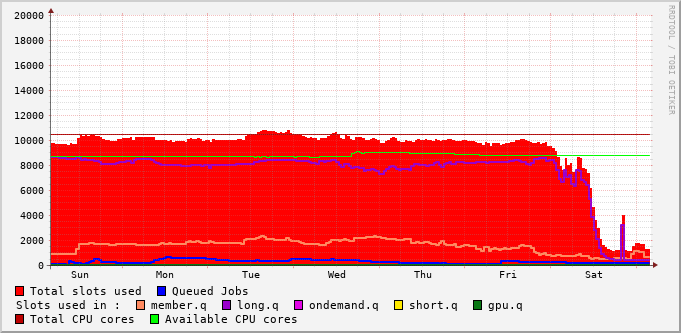 20000
18000
16000
14000
12000
10000
8000
6000
4000
2000
0
Sun Mon Tue Wed Thu Fri Sat
RRDTOOL / TOBI OETIKER
Total slots used Queued Jobs
Slots used in : member.q long.q ondemand.q short.q gpu.q
Total CPU cores Available CPU cores